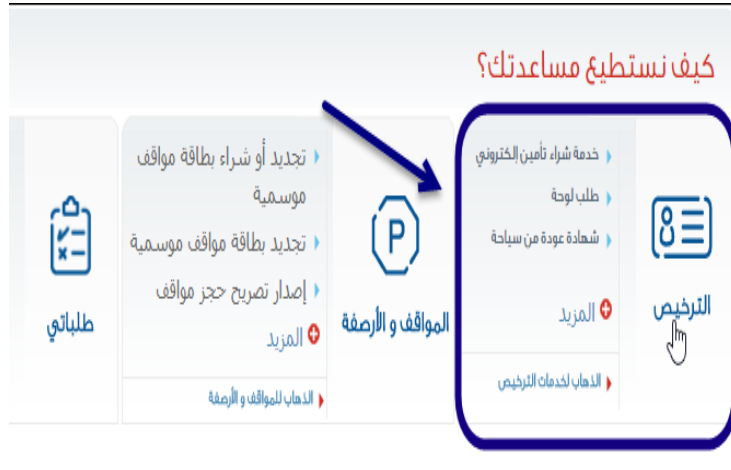 كيف نستطيع مساعدتك؟
الترخيص
خدمة شراء تأمين إلكتروني
طلب لوحة
شهادة عودة من سياحة
المزيد
الذهاب لخدمات الترخيص
P
المواقف و الأرصفة
تجديد أو شراء بطاقة مواقف
موسمية
تجديد بطاقة مواقف موسمية
إصدار تصريح حجز مواقف
المزيد
الذهاب للمواقف و الأرصفة
طلباتي